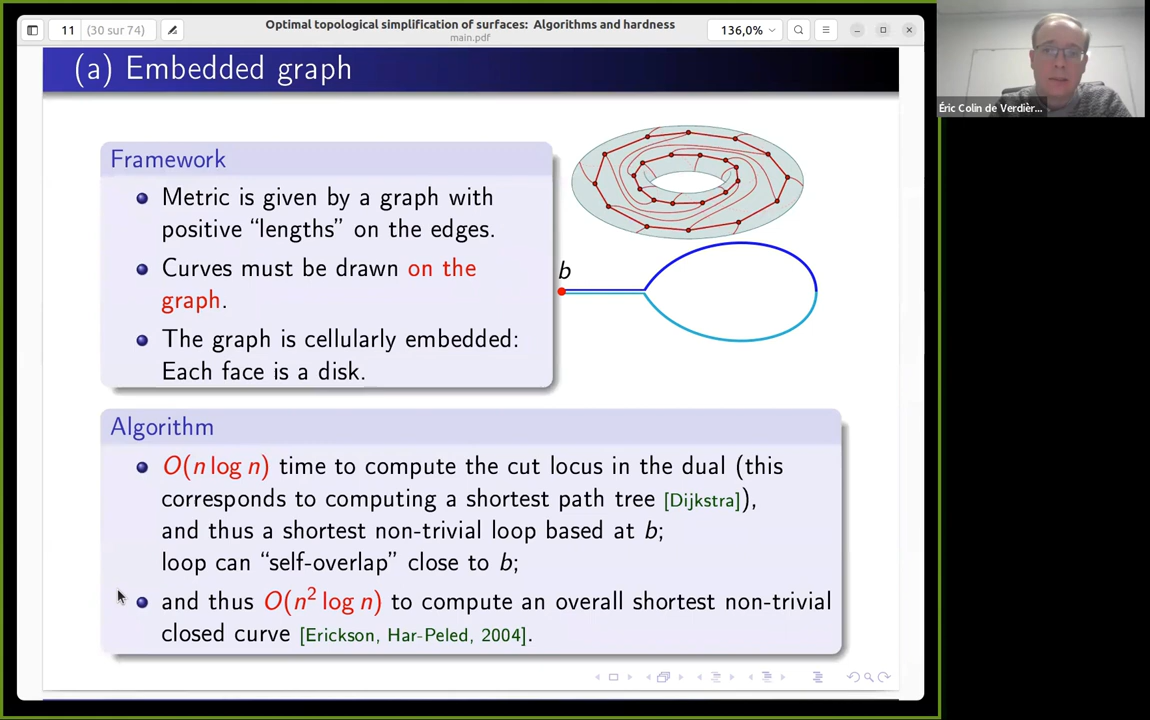 11
(30 sur 74)
Optimal topological simplification of surfaces: Algorithms and hardness
main.pdf
136,0%
(a) Embedded graph
Framework
Metric is given by a graph with
positive “lengths” on the edges.
Curves must be drawn on the
graph.
The graph is cellularly embedded:
Each face is a disk.
b
Algorithm
O(n log n) time to compute the cut locus in the dual (this
corresponds to computing a shortest path tree [Dijkstra]),
and thus a shortest non-trivial loop based at b;
loop can “self-overlap” close to b;
and thus O(n² log n) to compute an overall shortest non-trivial
closed curve [Erickson, Har-Peled, 2004].
Éric Colin de Verdièr...